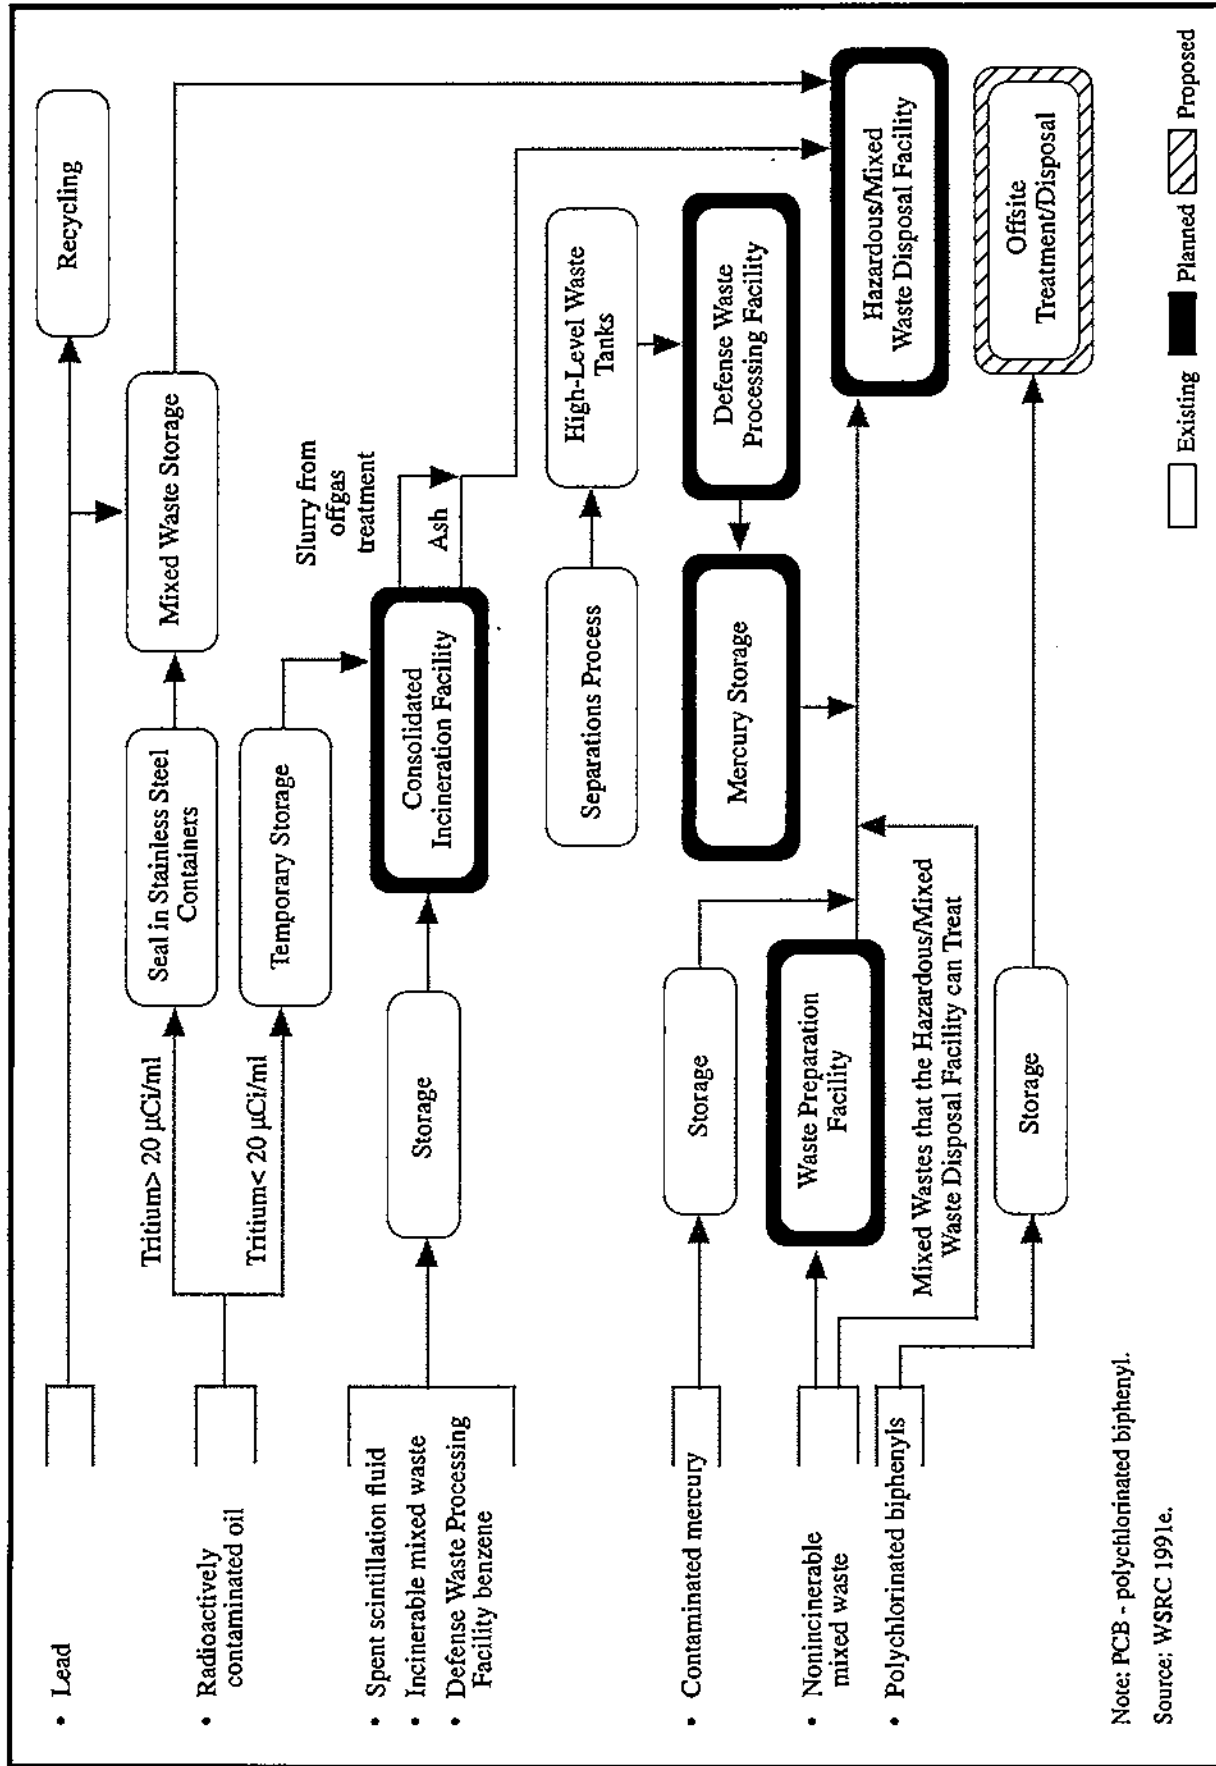 • Lead
• Radioactively
contaminated oil
• Spent scintillation fluid
• Incinerable mixed waste
• Defense Waste Processing
Facility benzene
• Contaminated mercury
• Nonincinerable
mixed waste
• Polychlorinated biphenyls
Recycling
Mixed Waste Storage
Tritium> 20 µCi/ml
Seal in Stainless Steel
Containers
Tritium< 20 µCi/ml
Temporary Storage
Slurry from
offgas
treatment
Ash
Storage
Consolidated
Incineration Facility
Separations Process
High-Level Waste
Tanks
Defense Waste
Processing Facility
Mercury Storage
Storage
Waste Preparation
Facility
Hazardous/Mixed
Waste Disposal Facility
Mixed Wastes that the Hazardous/Mixed
Waste Disposal Facility can Treat
Storage
Offsite
Treatment/Disposal
Note: PCB - polychlorinated biphenyl.
Source: WSRC 1991e.
Existing
Planned
Proposed